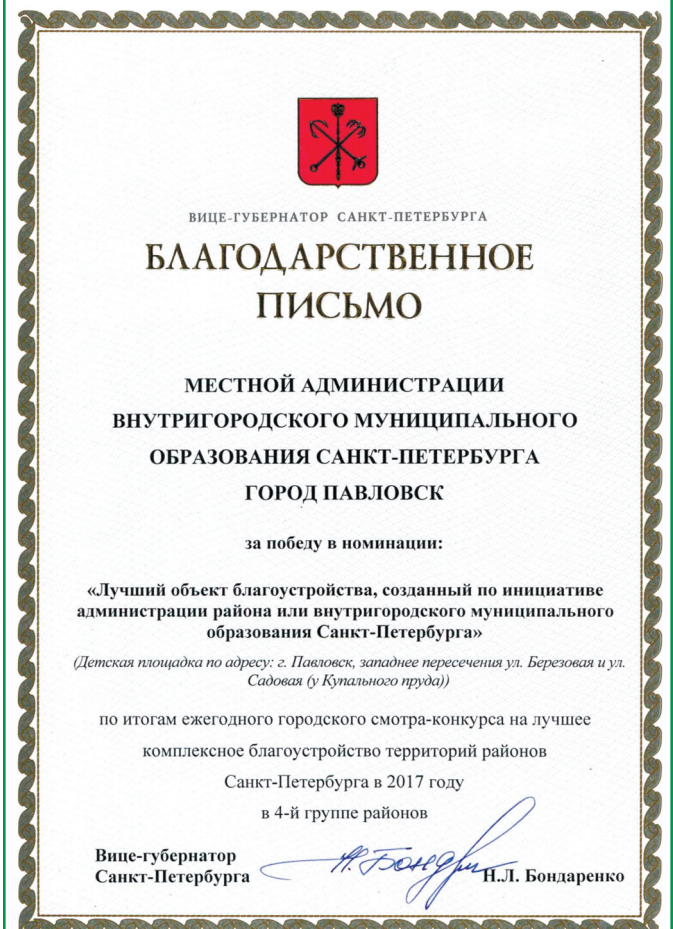 ВИЦЕ-ГУБЕРНАТОР САНКТ-ПЕТЕРБУРГА
БЛАГОДАРСТВЕННОЕ
ПИСЬМО
МЕСТНОЙ АДМИНИСТРАЦИИ
ВНУТРИГОРОДСКОГО МУНИЦИПАЛЬНОГО
ОБРАЗОВАНИЯ САНКТ-ПЕТЕРБУРГА
ГОРОД ПАВЛОВСК
за победу в номинации:
«Лучший объект благоустройства, созданный по инициативе
администрации района или внутригородского муниципального
образования Санкт-Петербурга»
(Детская площадка по адресу: г. Павловск, западнее пересечения ул. Березовая и ул.
Садовая (у Купального пруда))
по итогам ежегодного городского смотра-конкурса на лучшее
комплексное благоустройство территорий районов
Санкт-Петербурга в 2017 году
в 4-й группе районов
Вице-губернатор
Санкт-Петербурга Н.Л. Бондаренко